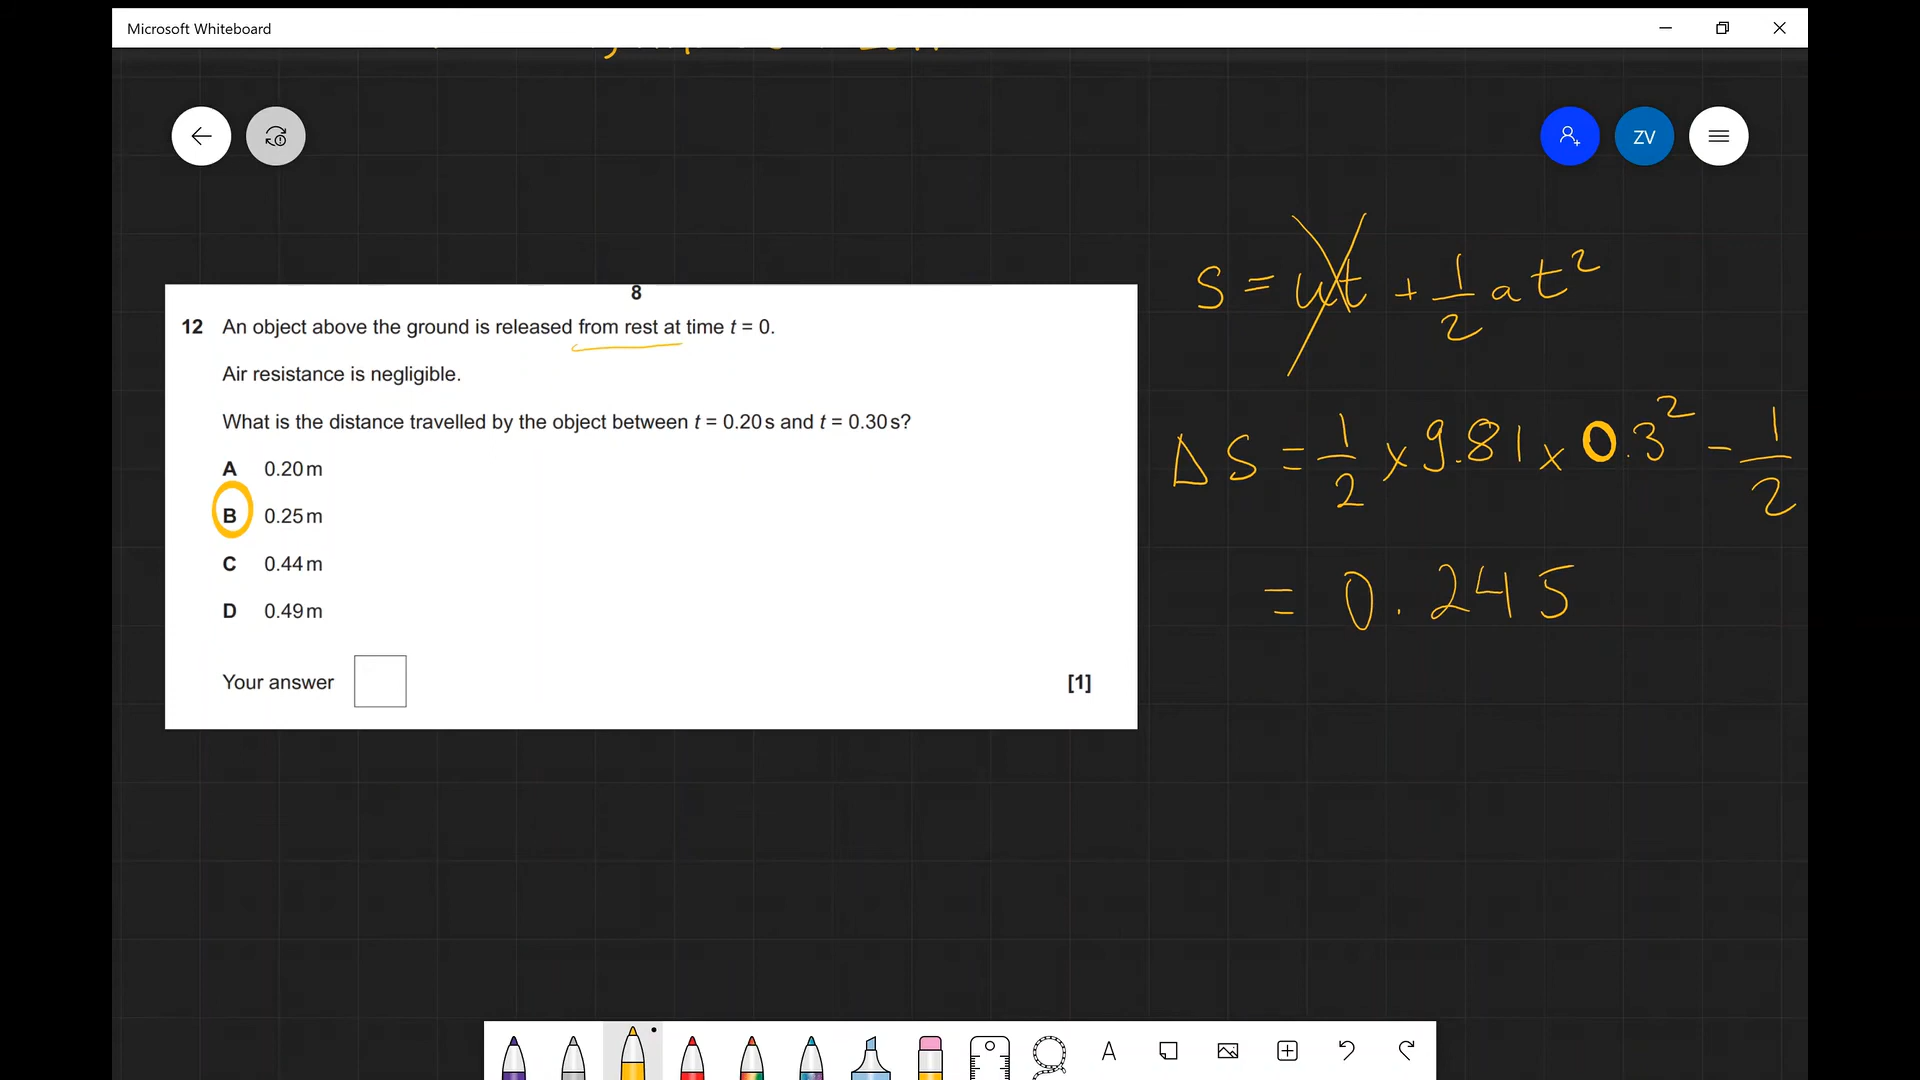 Microsoft Whiteboard
ZV
8
12 An object above the ground is released from rest at time t = 0.
Air resistance is negligible.
What is the distance travelled by the object between t = 0.20 s and t = 0.30 s?
A 0.20 m
B 0.25 m
C 0.44 m
D 0.49 m
Your answer [1]
s = ut + 1/2 a t²
Δ S = 1/2 × 9.81 × 0.3² - 1/2
= 0.245
A